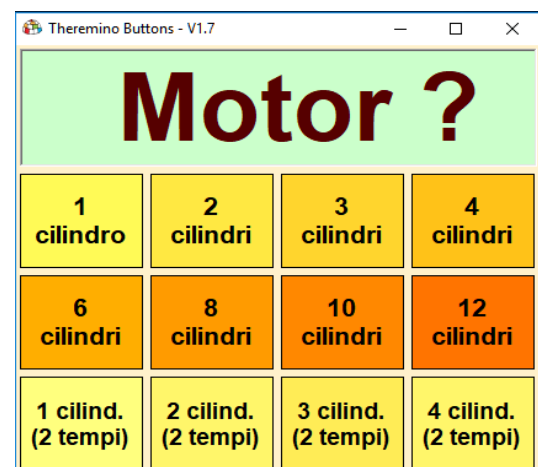 Theremino Buttons - V1.7
Motor ?
1
cilindro
2
cilindri
3
cilindri
4
cilindri
6
cilindri
8
cilindri
10
cilindri
12
cilindri
1 cilind.
(2 tempi)
2 cilind.
(2 tempi)
3 cilind.
(2 tempi)
4 cilind.
(2 tempi)